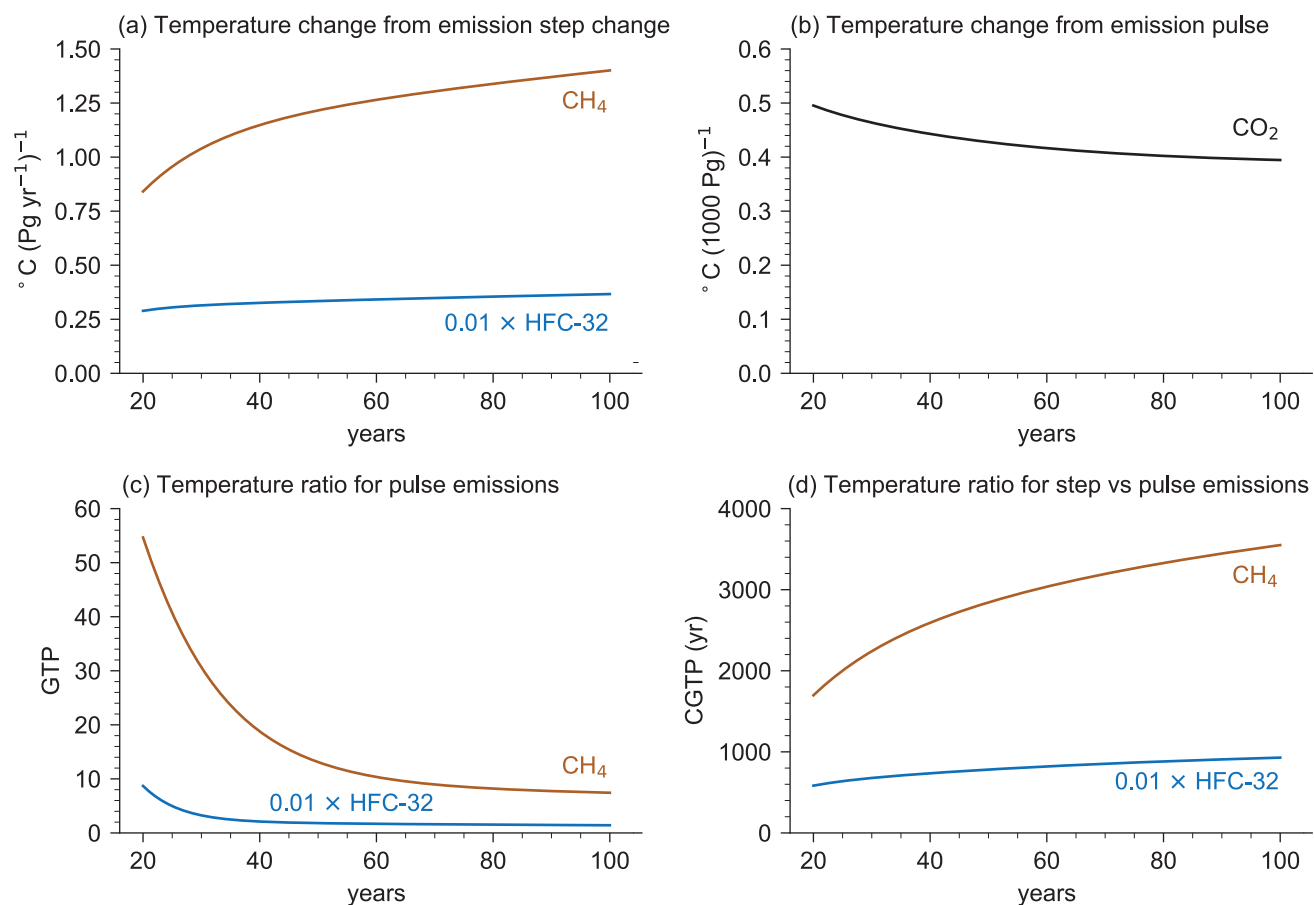 (a) Temperature change from emission step change
1.50
1.25
1.00
0.75
0.50
0.25
0.00
° C (Pg yr⁻¹)⁻¹
CH₄
0.01 × HFC-32
20 40 60 80 100
years
(b) Temperature change from emission pulse
0.6
0.5
0.4
0.3
0.2
0.1
0.0
° C (1000 Pg)⁻¹
CO₂
20 40 60 80 100
years
(c) Temperature ratio for pulse emissions
60
50
40
30
20
10
0
GTP
CH₄
0.01 × HFC-32
20 40 60 80 100
years
(d) Temperature ratio for step vs pulse emissions
4000
3000
2000
1000
0
CGTP (yr)
CH₄
0.01 × HFC-32
20 40 60 80 100
years